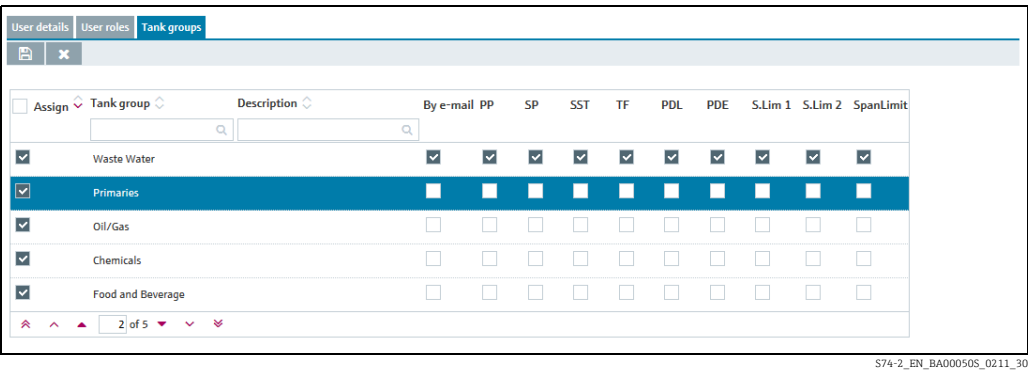 User details User roles Tank groups
Assign Tank group Description By e-mail PP SP SST TF PDL PDE S.Lim 1 S.Lim 2 SpanLimit
Waste Water
Primaries
Oil/Gas
Chemicals
Food and Beverage
2 of 5
S74-2_EN_BA00050S_0211_30